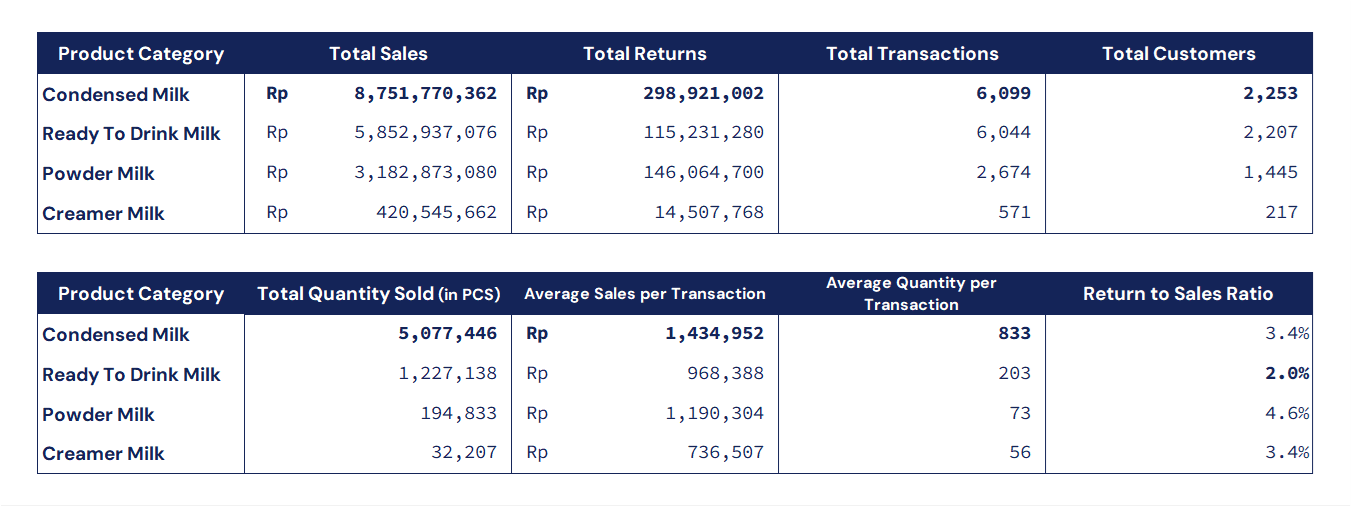 Product Category Total Sales Total Returns Total Transactions Total Customers
Condensed Milk Rp 8,751,770,362 Rp 298,921,002 6,099 2,253
Ready To Drink Milk Rp 5,852,937,076 Rp 115,231,280 6,044 2,207
Powder Milk Rp 3,182,873,080 Rp 146,064,700 2,674 1,445
Creamer Milk Rp 420,545,662 Rp 14,507,768 571 217
Product Category Total Quantity Sold (in PCS) Average Sales per Transaction Average Quantity per
Transaction Return to Sales Ratio
Condensed Milk 5,077,446 Rp 1,434,952 833 3.4%
Ready To Drink Milk 1,227,138 Rp 968,388 203 2.0%
Powder Milk 194,833 Rp 1,190,304 73 4.6%
Creamer Milk 32,207 Rp 736,507 56 3.4%